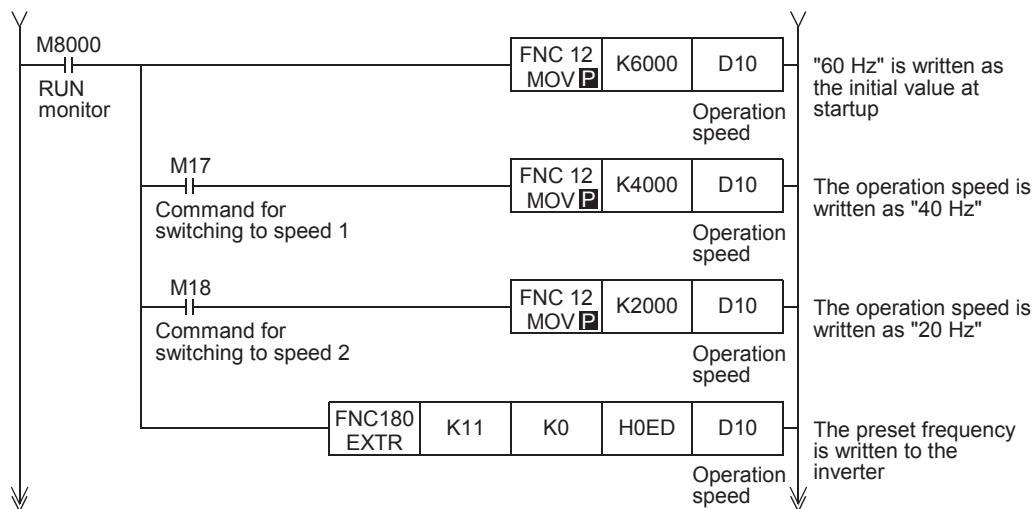 M8000
RUN
monitor
FNC 12
MOV P
K6000
D10
Operation
speed
"60 Hz" is written as
the initial value at
startup
M17
Command for
switching to speed 1
FNC 12
MOV P
K4000
D10
Operation
speed
The operation speed is
written as "40 Hz"
M18
Command for
switching to speed 2
FNC 12
MOV P
K2000
D10
Operation
speed
The operation speed is
written as "20 Hz"
FNC180
EXTR
K11
K0
H0ED
D10
Operation
speed
The preset frequency
is written to the
inverter